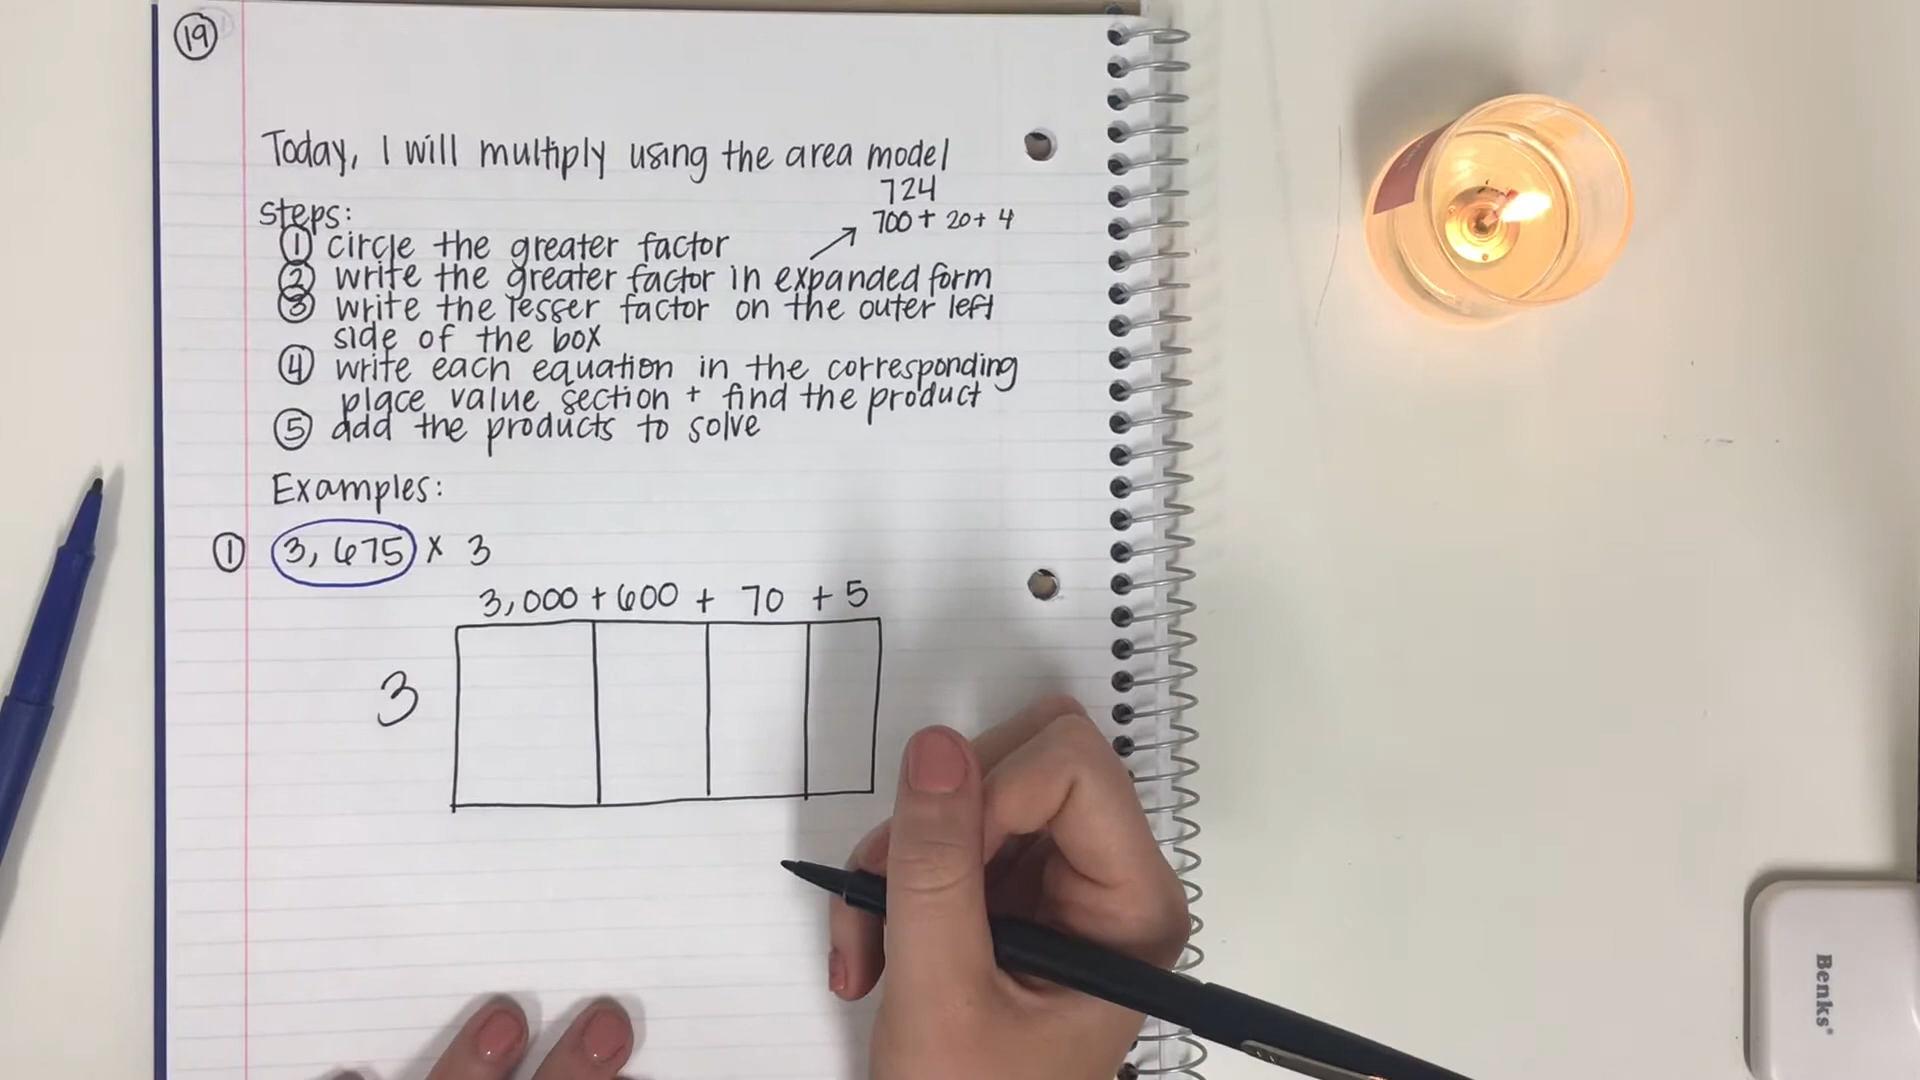 19
Today, I will multiply using the area model
724
700 + 20 + 4
steps:
① circle the greater factor
② write the greater factor in expanded form
③ write the lesser factor on the outer left
side of the box
④ write each equation in the corresponding
place value section + find the product
⑤ add the products to solve
Examples:
① 3,675 x 3
3,000 + 600 + 70 + 5
3
Benks®